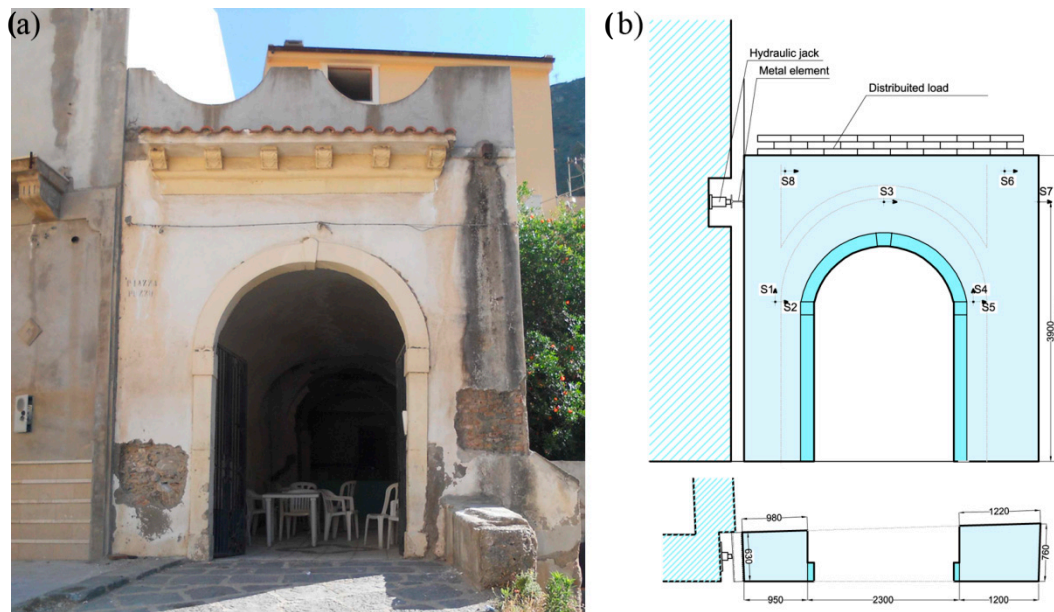 (a)
(b)
Hydraulic jack
Metal element
Distribuited load
S8
S6
S3
S7
S1
S4
S2
S5
3900
980
1220
630
760
950
2300
1200